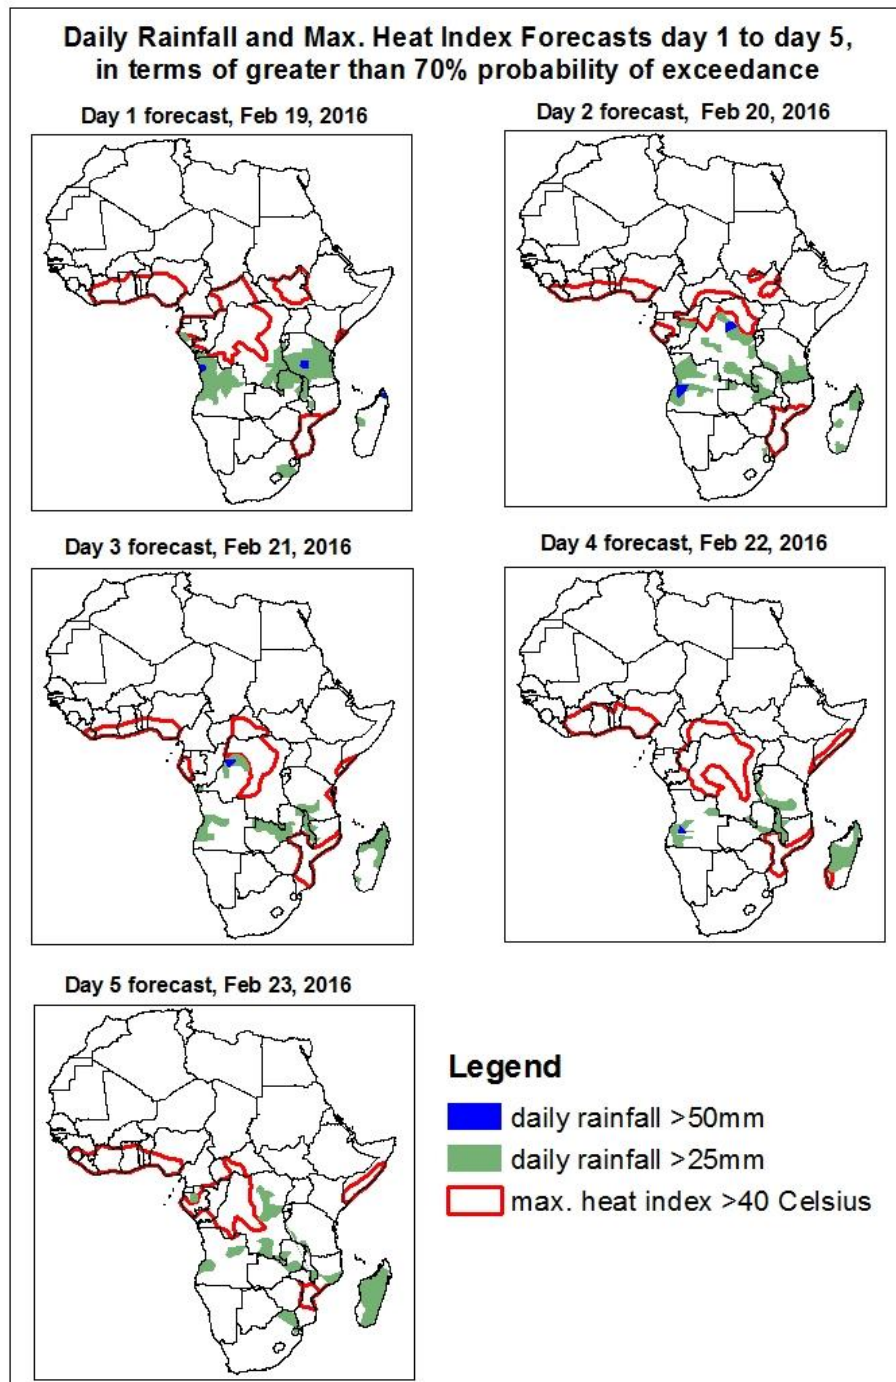 Daily Rainfall and Max. Heat Index Forecasts day 1 to day 5,
in terms of greater than 70% probability of exceedance
Day 1 forecast, Feb 19, 2016
Day 2 forecast, Feb 20, 2016
Day 3 forecast, Feb 21, 2016
Day 4 forecast, Feb 22, 2016
Day 5 forecast, Feb 23, 2016
Legend
daily rainfall >50mm
daily rainfall >25mm
max. heat index >40 Celsius